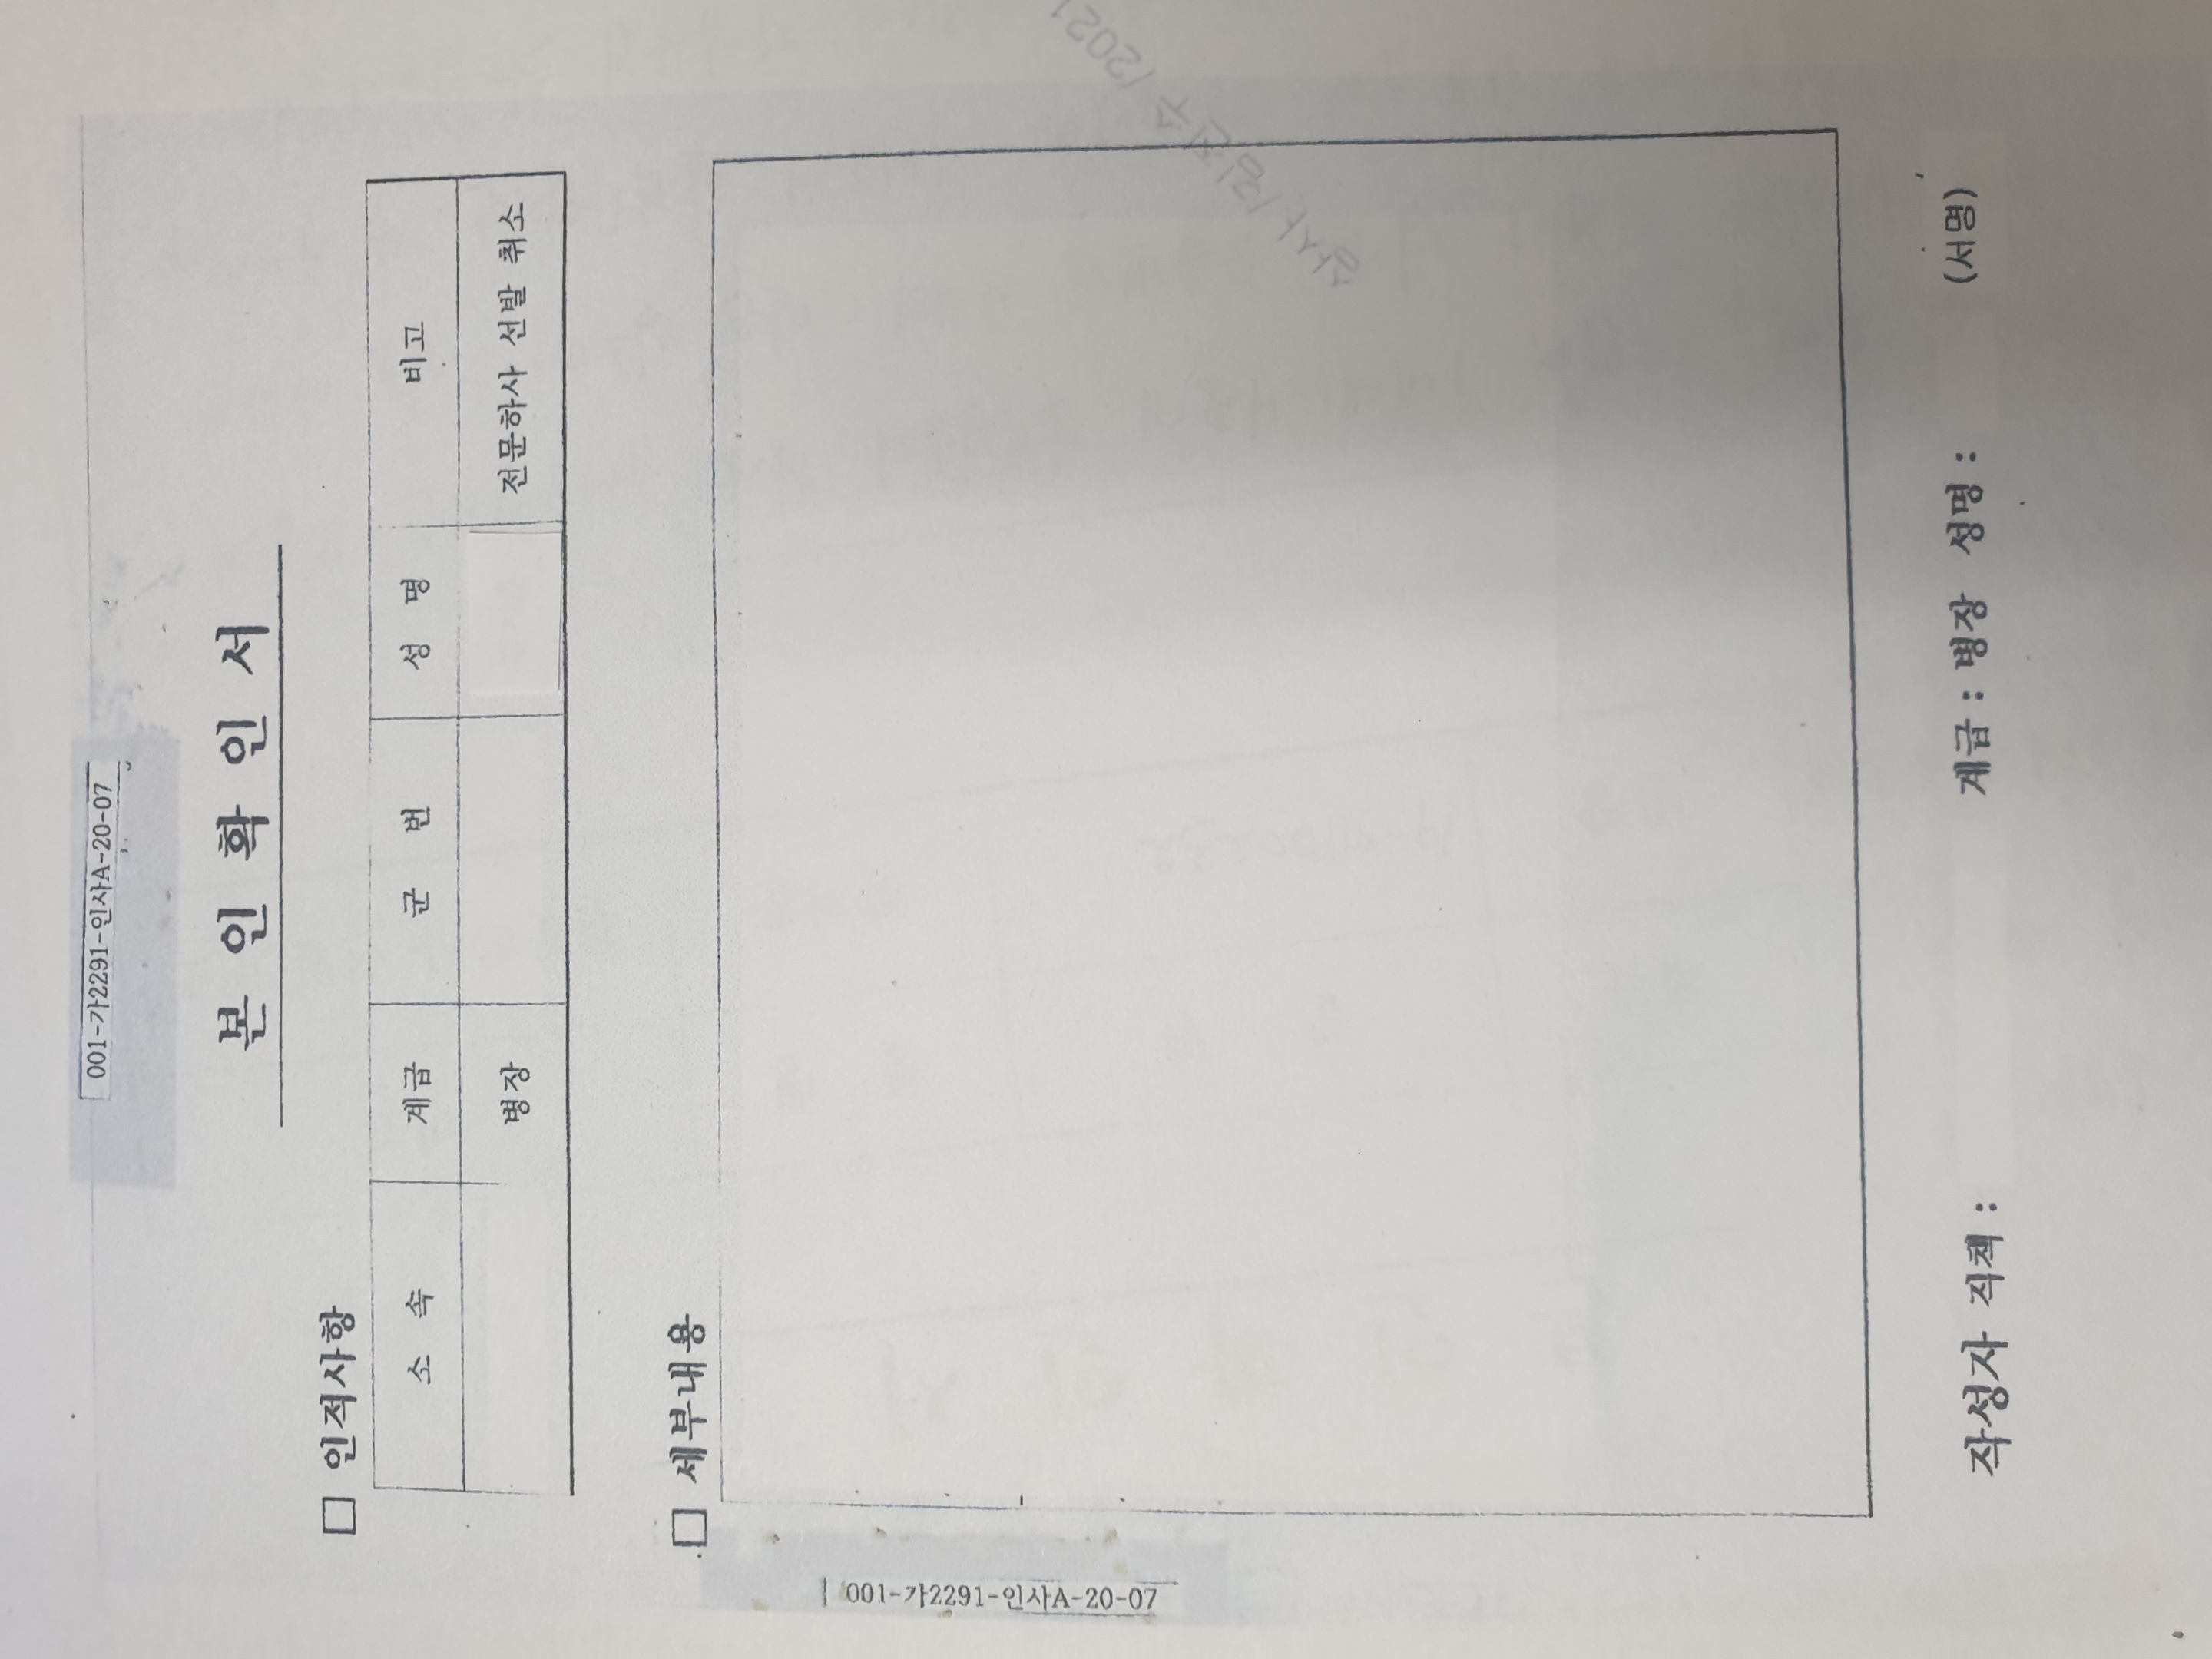 001-가2291-인사A-20-07
본 인 확 인 서
□ 인적사항
소 속 계급 군 번 성 명 비고
병장 전문하사 선발 취소
□ 세부내용
001-가2291-인사A-20-07
상사 /김진수 /2021
작성자 직책 : 계급 : 병장 성명 : (서명)